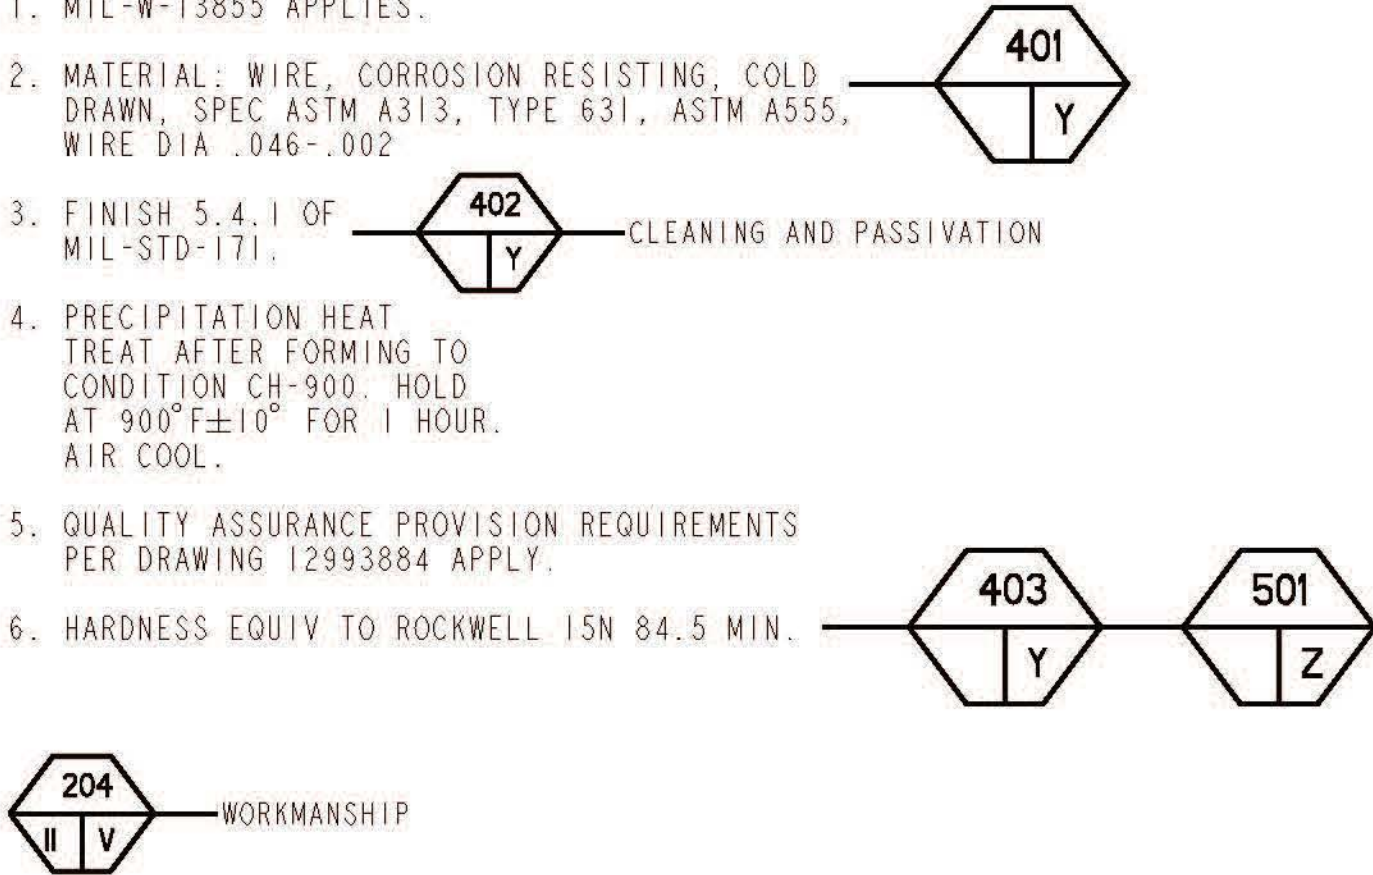 1. MIL-W-13855 APPLIES.
401
2. MATERIAL: WIRE, CORROSION RESISTING, COLD
DRAWN, SPEC ASTM A313, TYPE 631, ASTM A555,
Y
WIRE DIA .046-.002
402
3. FINISH 5.4.1 OF
MIL-STD-171.
Y
CLEANING AND PASSIVATION
4. PRECIPITATION HEAT
TREAT AFTER FORMING TO
CONDITION CH-900. HOLD
AT 900°F±10° FOR 1 HOUR.
AIR COOL.
5. QUALITY ASSURANCE PROVISION REQUIREMENTS
PER DRAWING 12993884 APPLY.
6. HARDNESS EQUIV TO ROCKWELL 15N 84.5 MIN.
403
Y
501
Z
204
II V
WORKMANSHIP